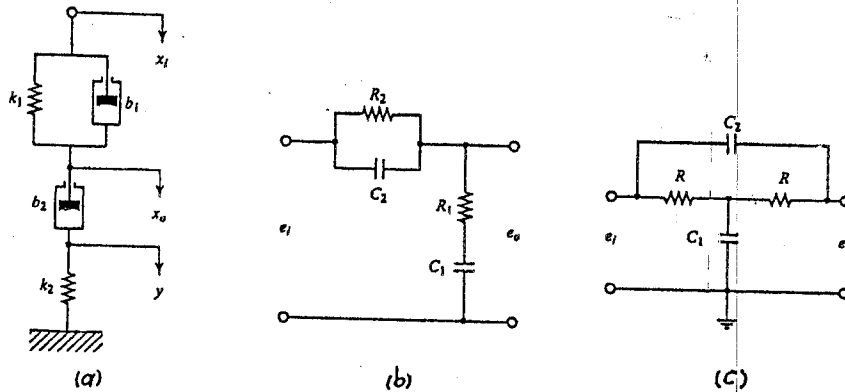 x_i
k_1
b_1
b_2
x_o
k_2
y
(a)
R_2
C_2
R_1
e_i
e_o
C_1
(b)
C_2
R
R
C_1
e_i
e
(c)